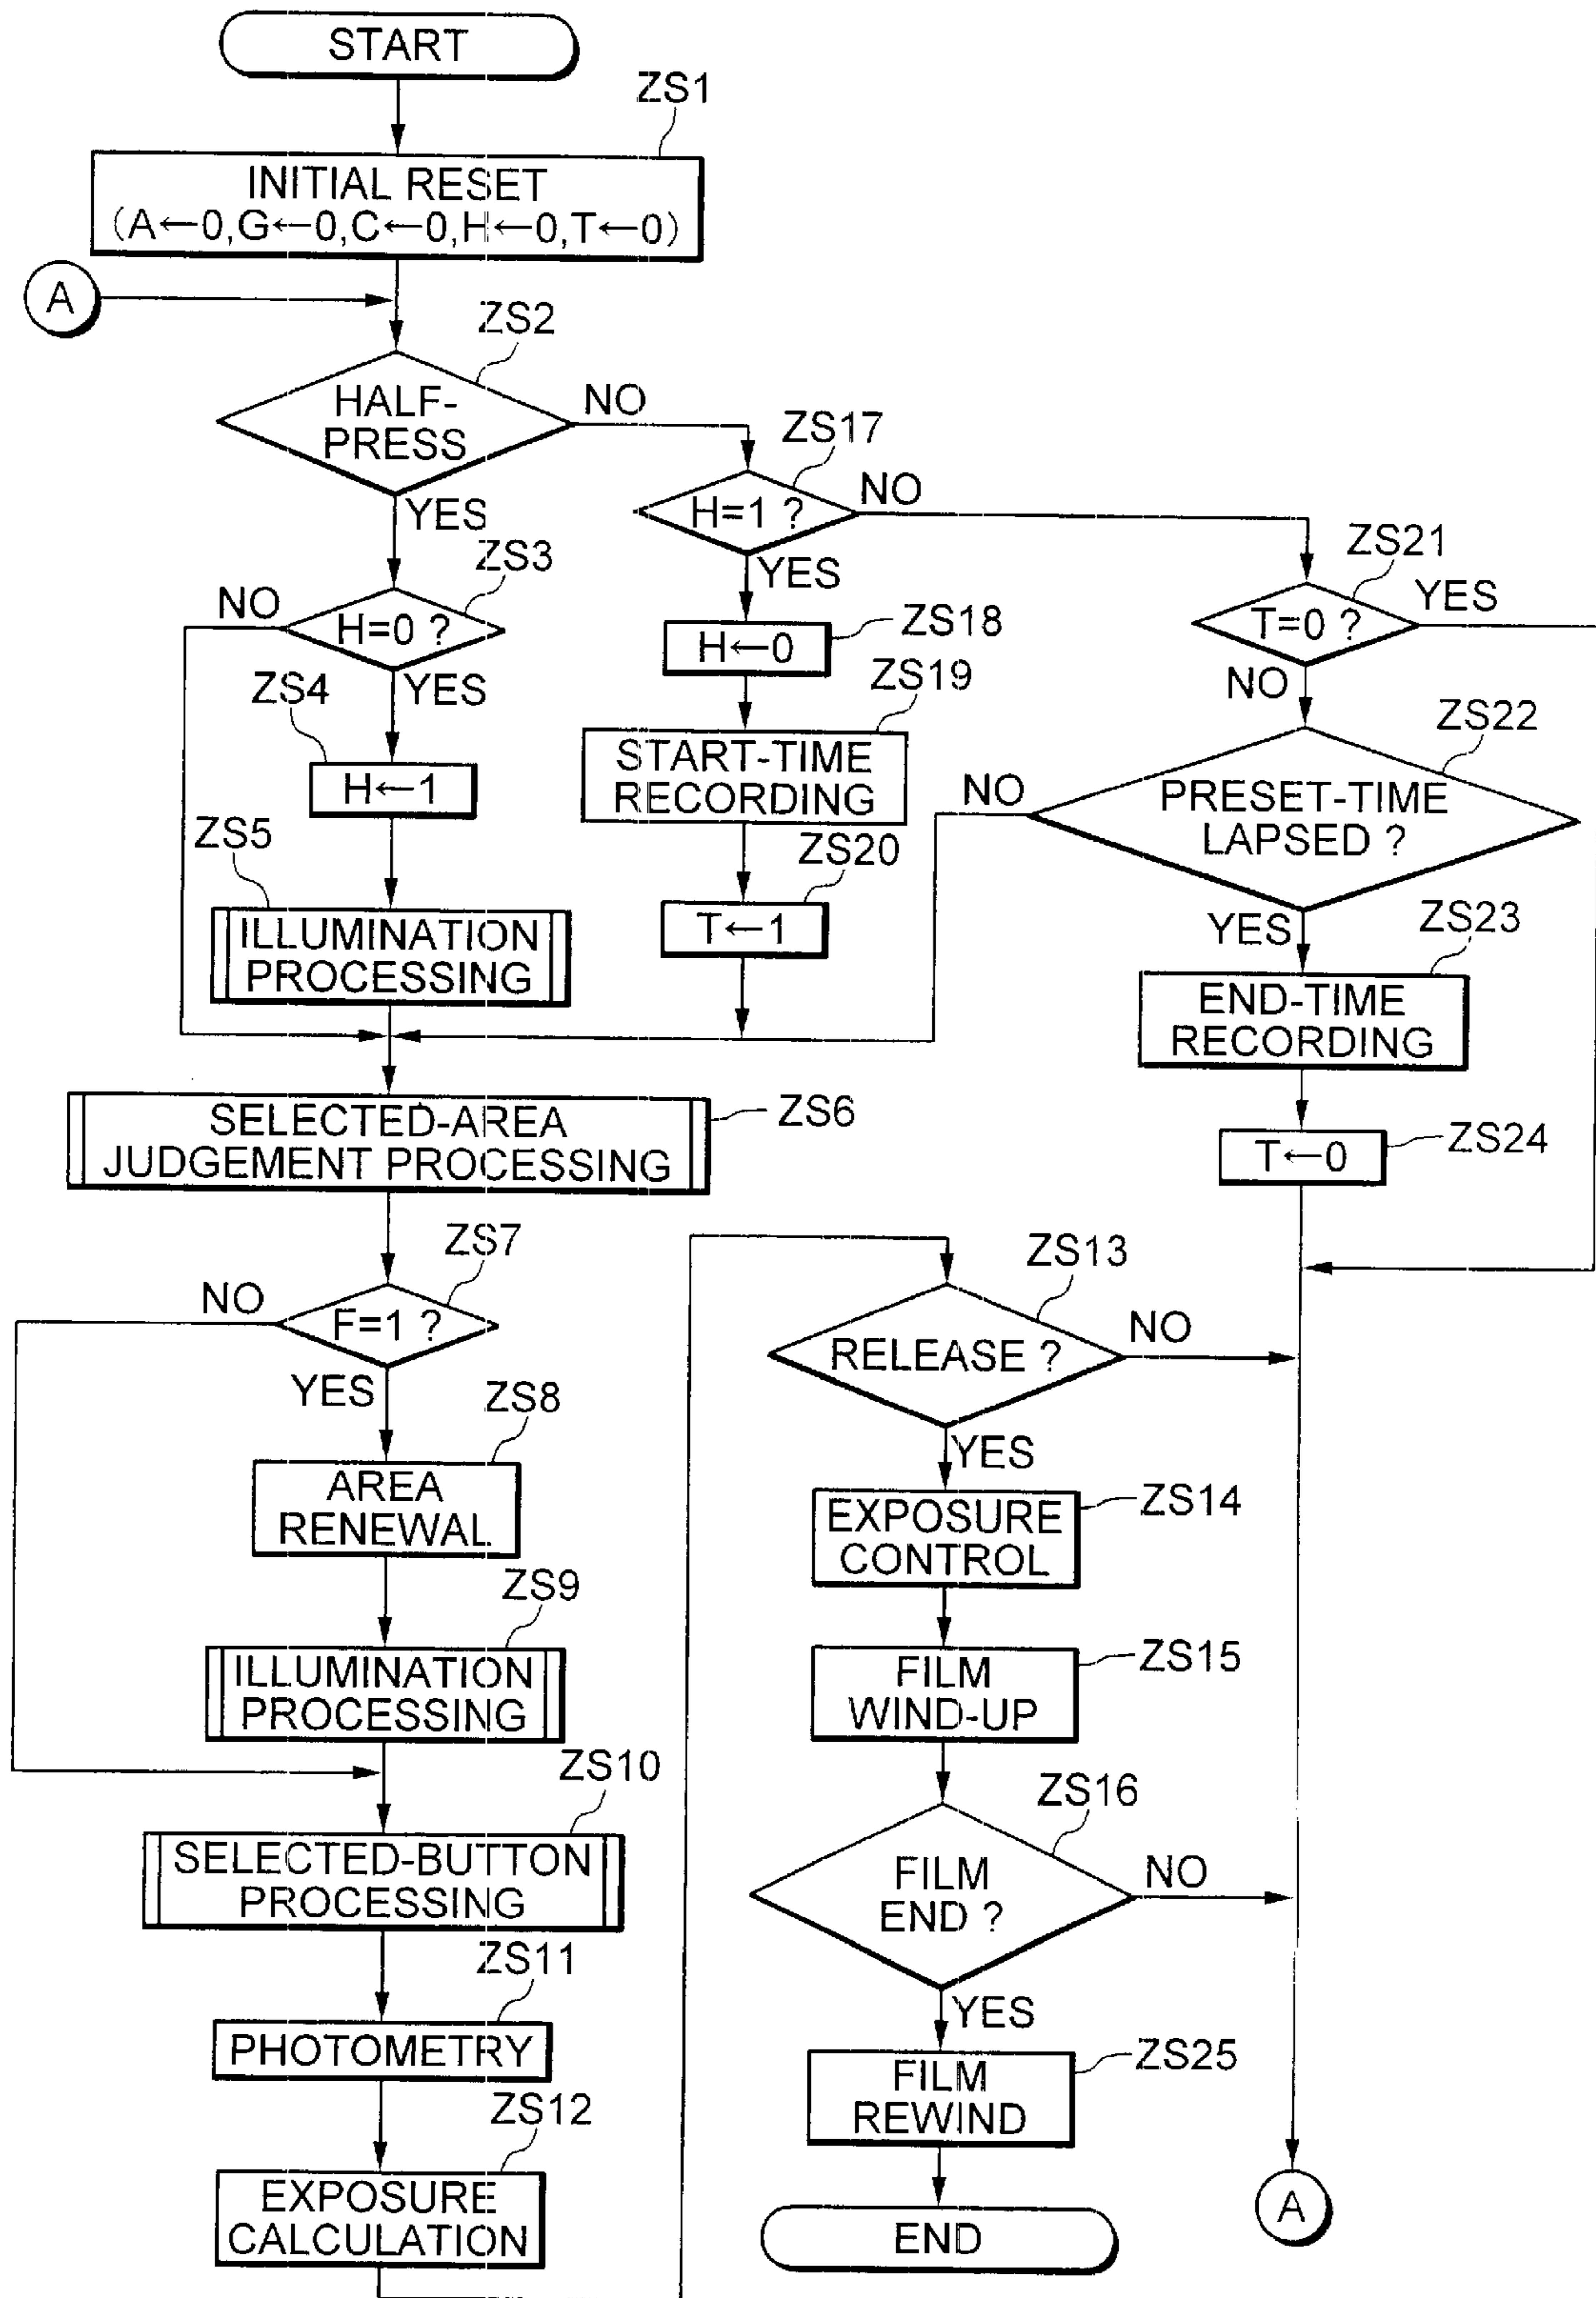 START
ZS1
INITIAL RESET
(A←0,G←0,C←0,H←0,T←0)
A
ZS2
HALF-
PRESS
NO
YES
ZS17
H=1 ?
NO
YES
ZS3
NO
H=0 ?
YES
ZS4
H←1
ZS5
ILLUMINATION
PROCESSING
ZS18
H←0
ZS19
START-TIME
RECORDING
ZS20
T←1
ZS21
T=0 ?
YES
NO
ZS22
PRESET-TIME
LAPSED ?
NO
YES
ZS23
END-TIME
RECORDING
ZS24
T←0
ZS6
SELECTED-AREA
JUDGEMENT PROCESSING
ZS7
NO
F=1 ?
YES
ZS8
AREA
RENEWAL
ZS9
ILLUMINATION
PROCESSING
ZS10
SELECTED-BUTTON
PROCESSING
ZS11
PHOTOMETRY
ZS12
EXPOSURE
CALCULATION
ZS13
RELEASE ?
NO
YES
ZS14
EXPOSURE
CONTROL
ZS15
FILM
WIND-UP
ZS16
FILM
END ?
NO
YES
ZS25
FILM
REWIND
END
A